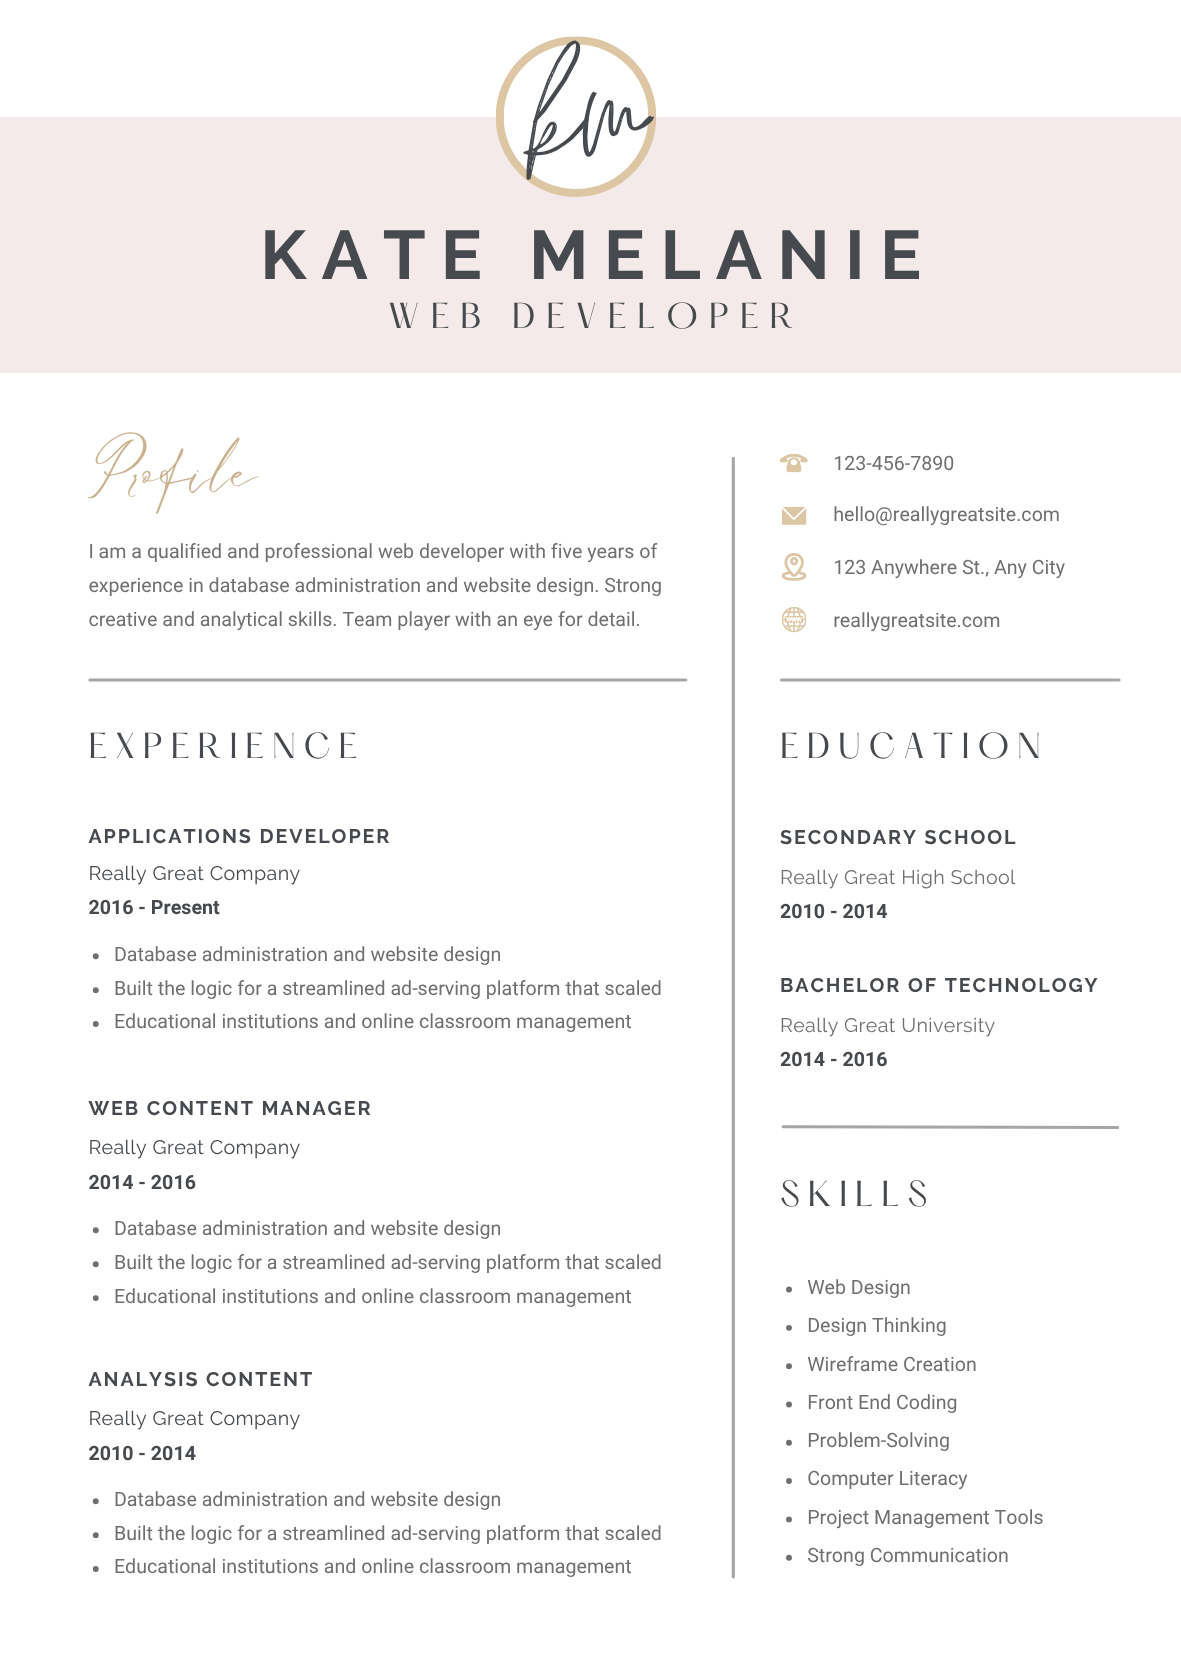 km
KATE MELANIE
WEB DEVELOPER
Profile
I am a qualified and professional web developer with five years of
experience in database administration and website design. Strong
creative and analytical skills. Team player with an eye for detail.
123-456-7890
hello@reallygreatsite.com
123 Anywhere St., Any City
reallygreatsite.com
EXPERIENCE
APPLICATIONS DEVELOPER
Really Great Company
2016 - Present
• Database administration and website design
• Built the logic for a streamlined ad-serving platform that scaled
• Educational institutions and online classroom management
WEB CONTENT MANAGER
Really Great Company
2014 - 2016
• Database administration and website design
• Built the logic for a streamlined ad-serving platform that scaled
• Educational institutions and online classroom management
ANALYSIS CONTENT
Really Great Company
2010 - 2014
• Database administration and website design
• Built the logic for a streamlined ad-serving platform that scaled
• Educational institutions and online classroom management
EDUCATION
SECONDARY SCHOOL
Really Great High School
2010 - 2014
BACHELOR OF TECHNOLOGY
Really Great University
2014 - 2016
SKILLS
• Web Design
• Design Thinking
• Wireframe Creation
• Front End Coding
• Problem-Solving
• Computer Literacy
• Project Management Tools
• Strong Communication